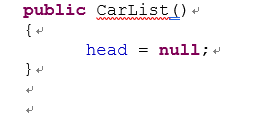 public CarList()
{
head = null;
}